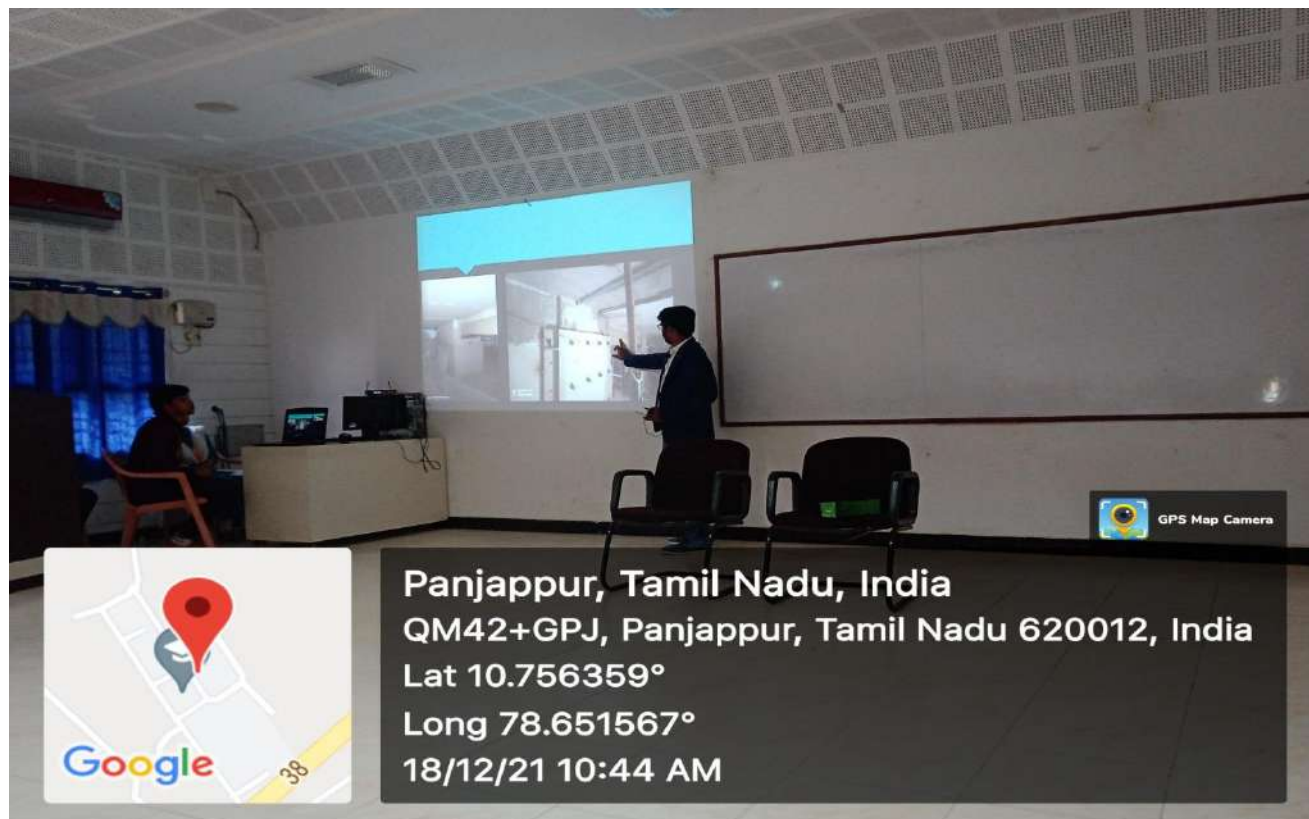 GPS Map Camera
Panjappur, Tamil Nadu, India
QM42+GPJ, Panjappur, Tamil Nadu 620012, India
Lat 10.756359°
Long 78.651567°
18/12/21 10:44 AM
Google
38